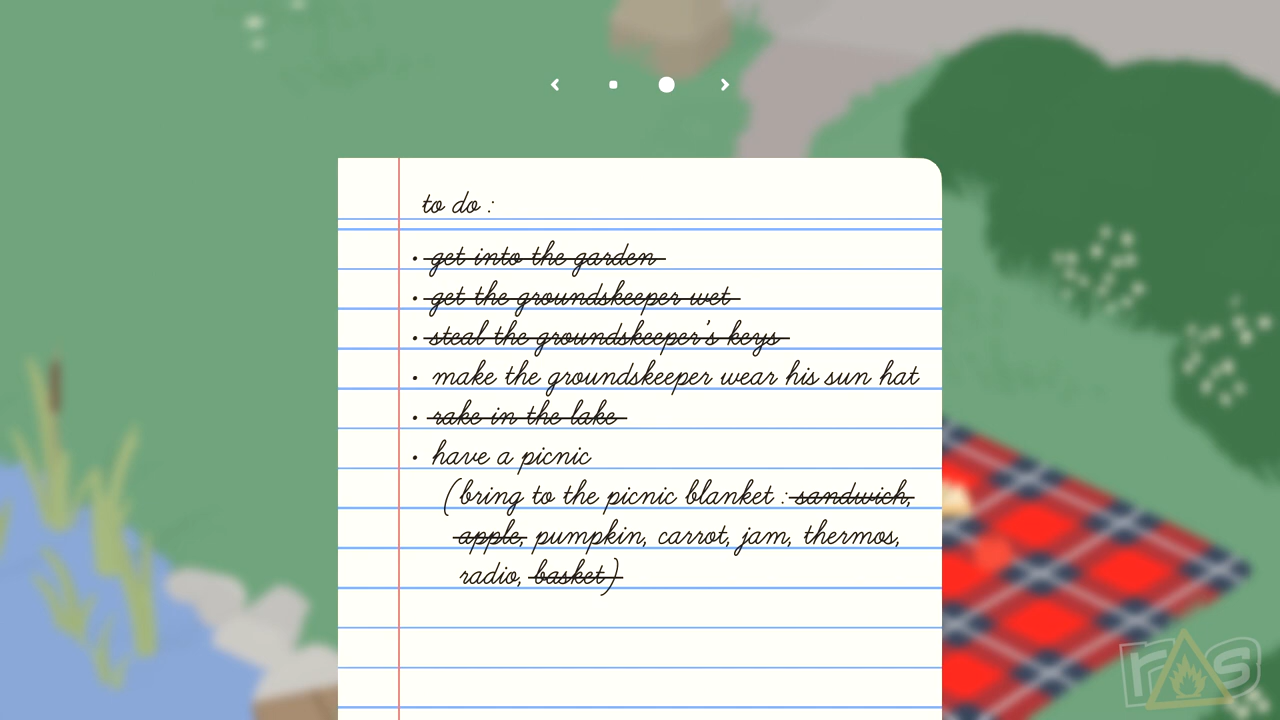 to do :
• get into the garden
• get the groundskeeper wet
• steal the groundskeeper's keys
• make the groundskeeper wear his sun hat
• rake in the lake
• have a picnic
(bring to the picnic blanket : sandwich,
apple, pumpkin, carrot, jam, thermos,
radio, basket)
ras